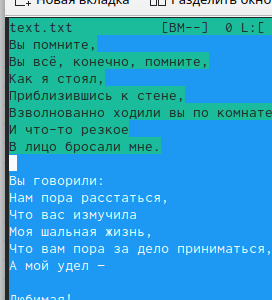 Новая вкладка Разделить окно
text.txt [BM--] 0 L:[
Вы помните,
Вы всё, конечно, помните,
Как я стоял,
Приблизившись к стене,
Взволнованно ходили вы по комнате
И что-то резкое
В лицо бросали мне.
Вы говорили:
Нам пора расстаться,
Что вас измучила
Моя шальная жизнь,
Что вам пора за дело приниматься,
А мой удел –
Любимая!